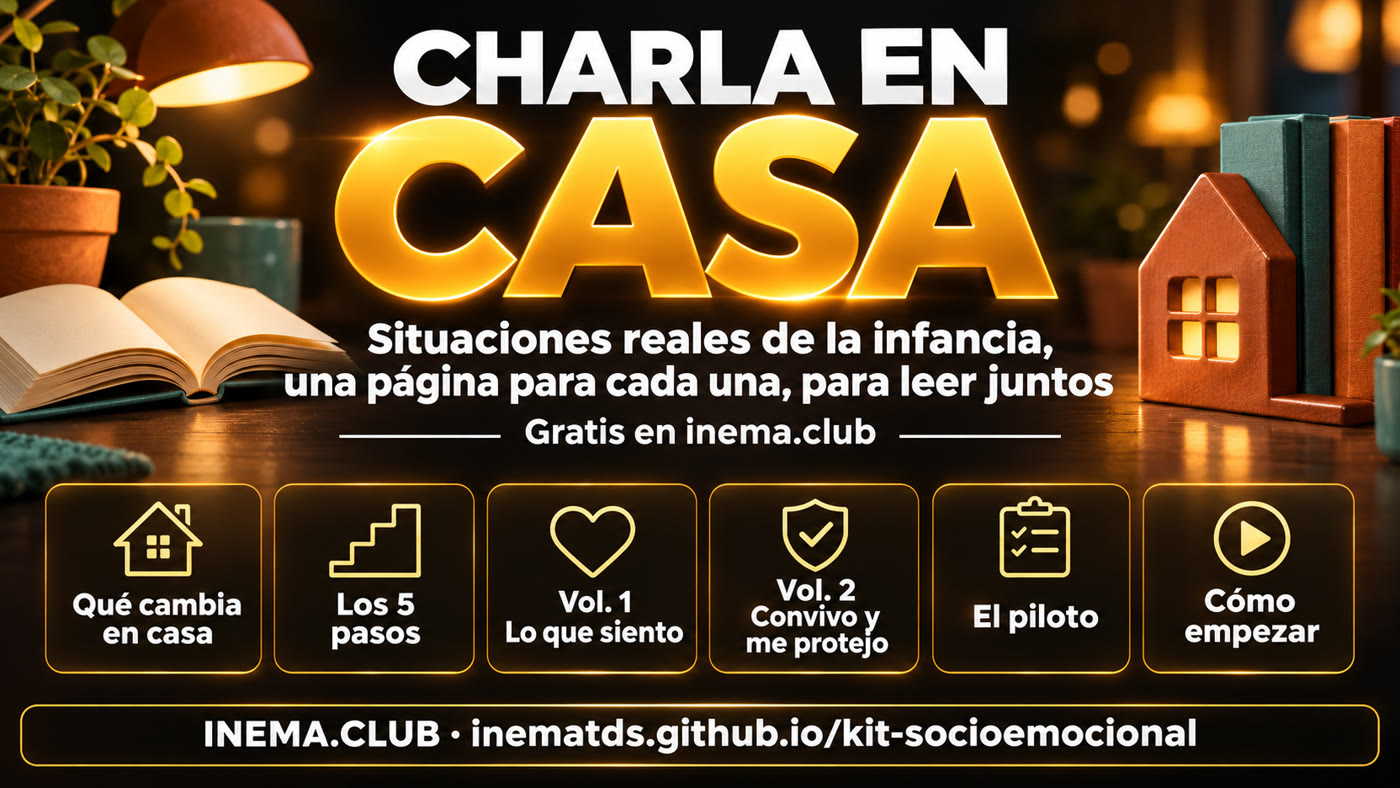 CHARLA EN
CASA
Situaciones reales de la infancia,
una página para cada una, para leer juntos
Gratis en inema.club
Qué cambia
en casa
Los 5
pasos
Vol. 1
Lo que siento
Vol. 2
Convivo y
me protejo
El piloto
Cómo
empezar
INEMA.CLUB · inematds.github.io/kit-socioemocional